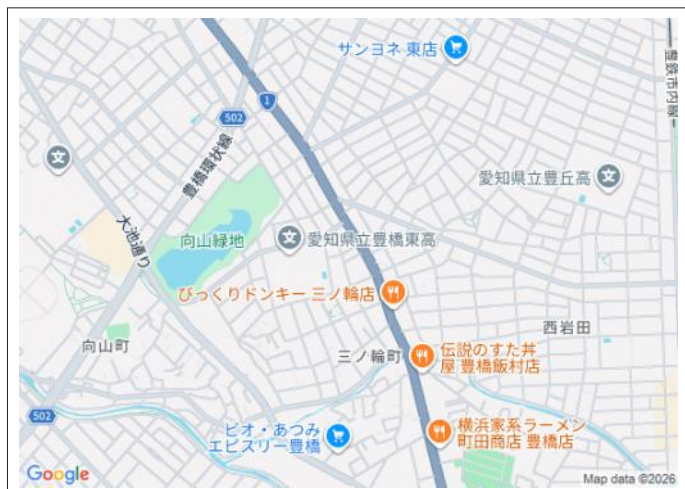 サンヨネ 東店
1
502
豊鉄市内線
豊橋環状線
愛知県立豊丘高
大池通り
向山緑地
愛知県立豊橋東高
びっくりドンキー 三ノ輪店
西岩田
向山町
三ノ輪町
伝説のすた丼
屋 豊橋飯村店
502
ビオ・あつみ
エピスリー豊橋
横浜家系ラーメン
町田商店 豊橋店
Google
Map data ©2026
文
文
文